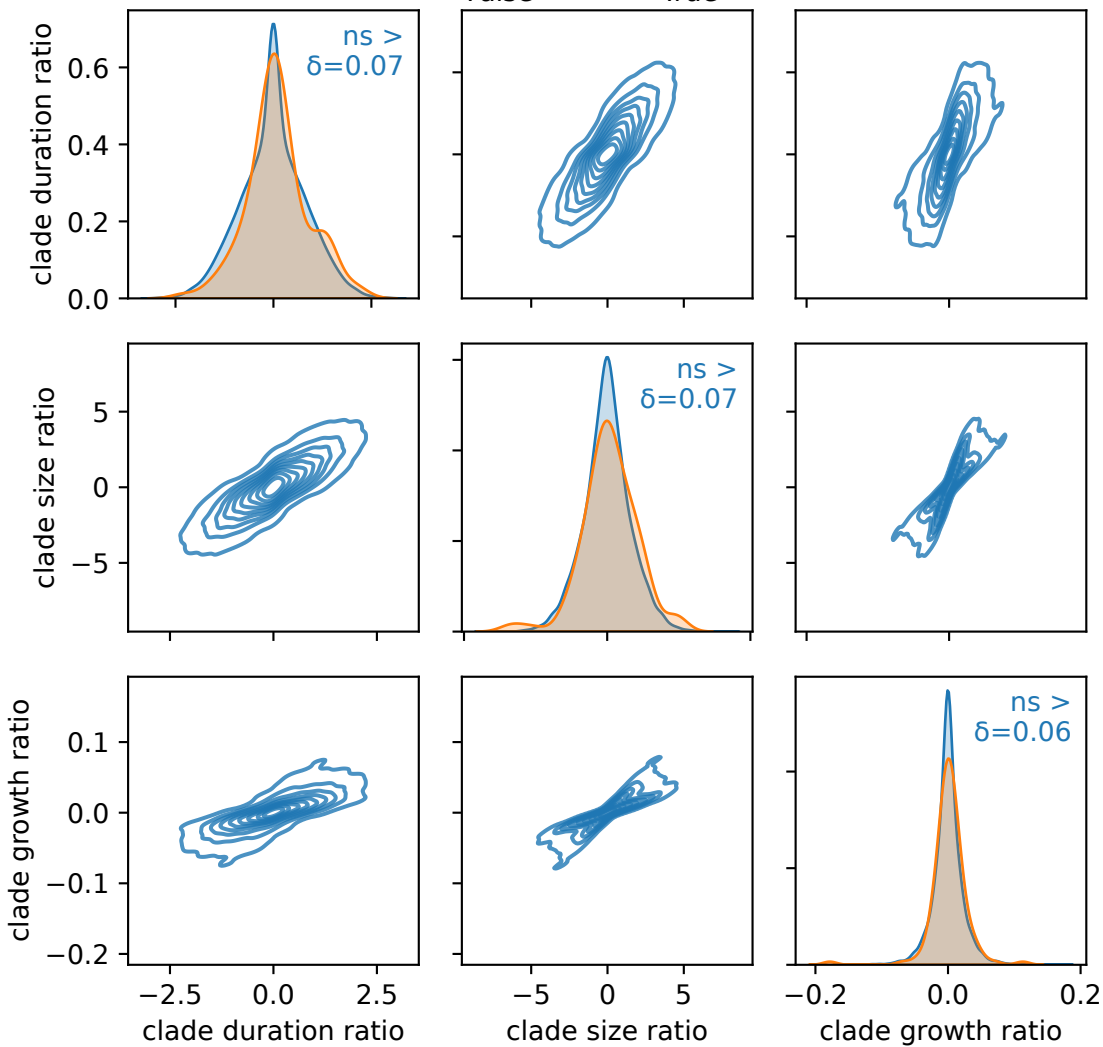 clade duration ratio
0.6
0.4
0.2
0.0
ns >
δ=0.07
clade size ratio
5
0
−5
ns >
δ=0.07
clade growth ratio
0.1
0.0
−0.1
−0.2
ns >
δ=0.06
−2.5 0.0 2.5
−5 0 5
−0.2 0.0 0.2
clade duration ratio
clade size ratio
clade growth ratio